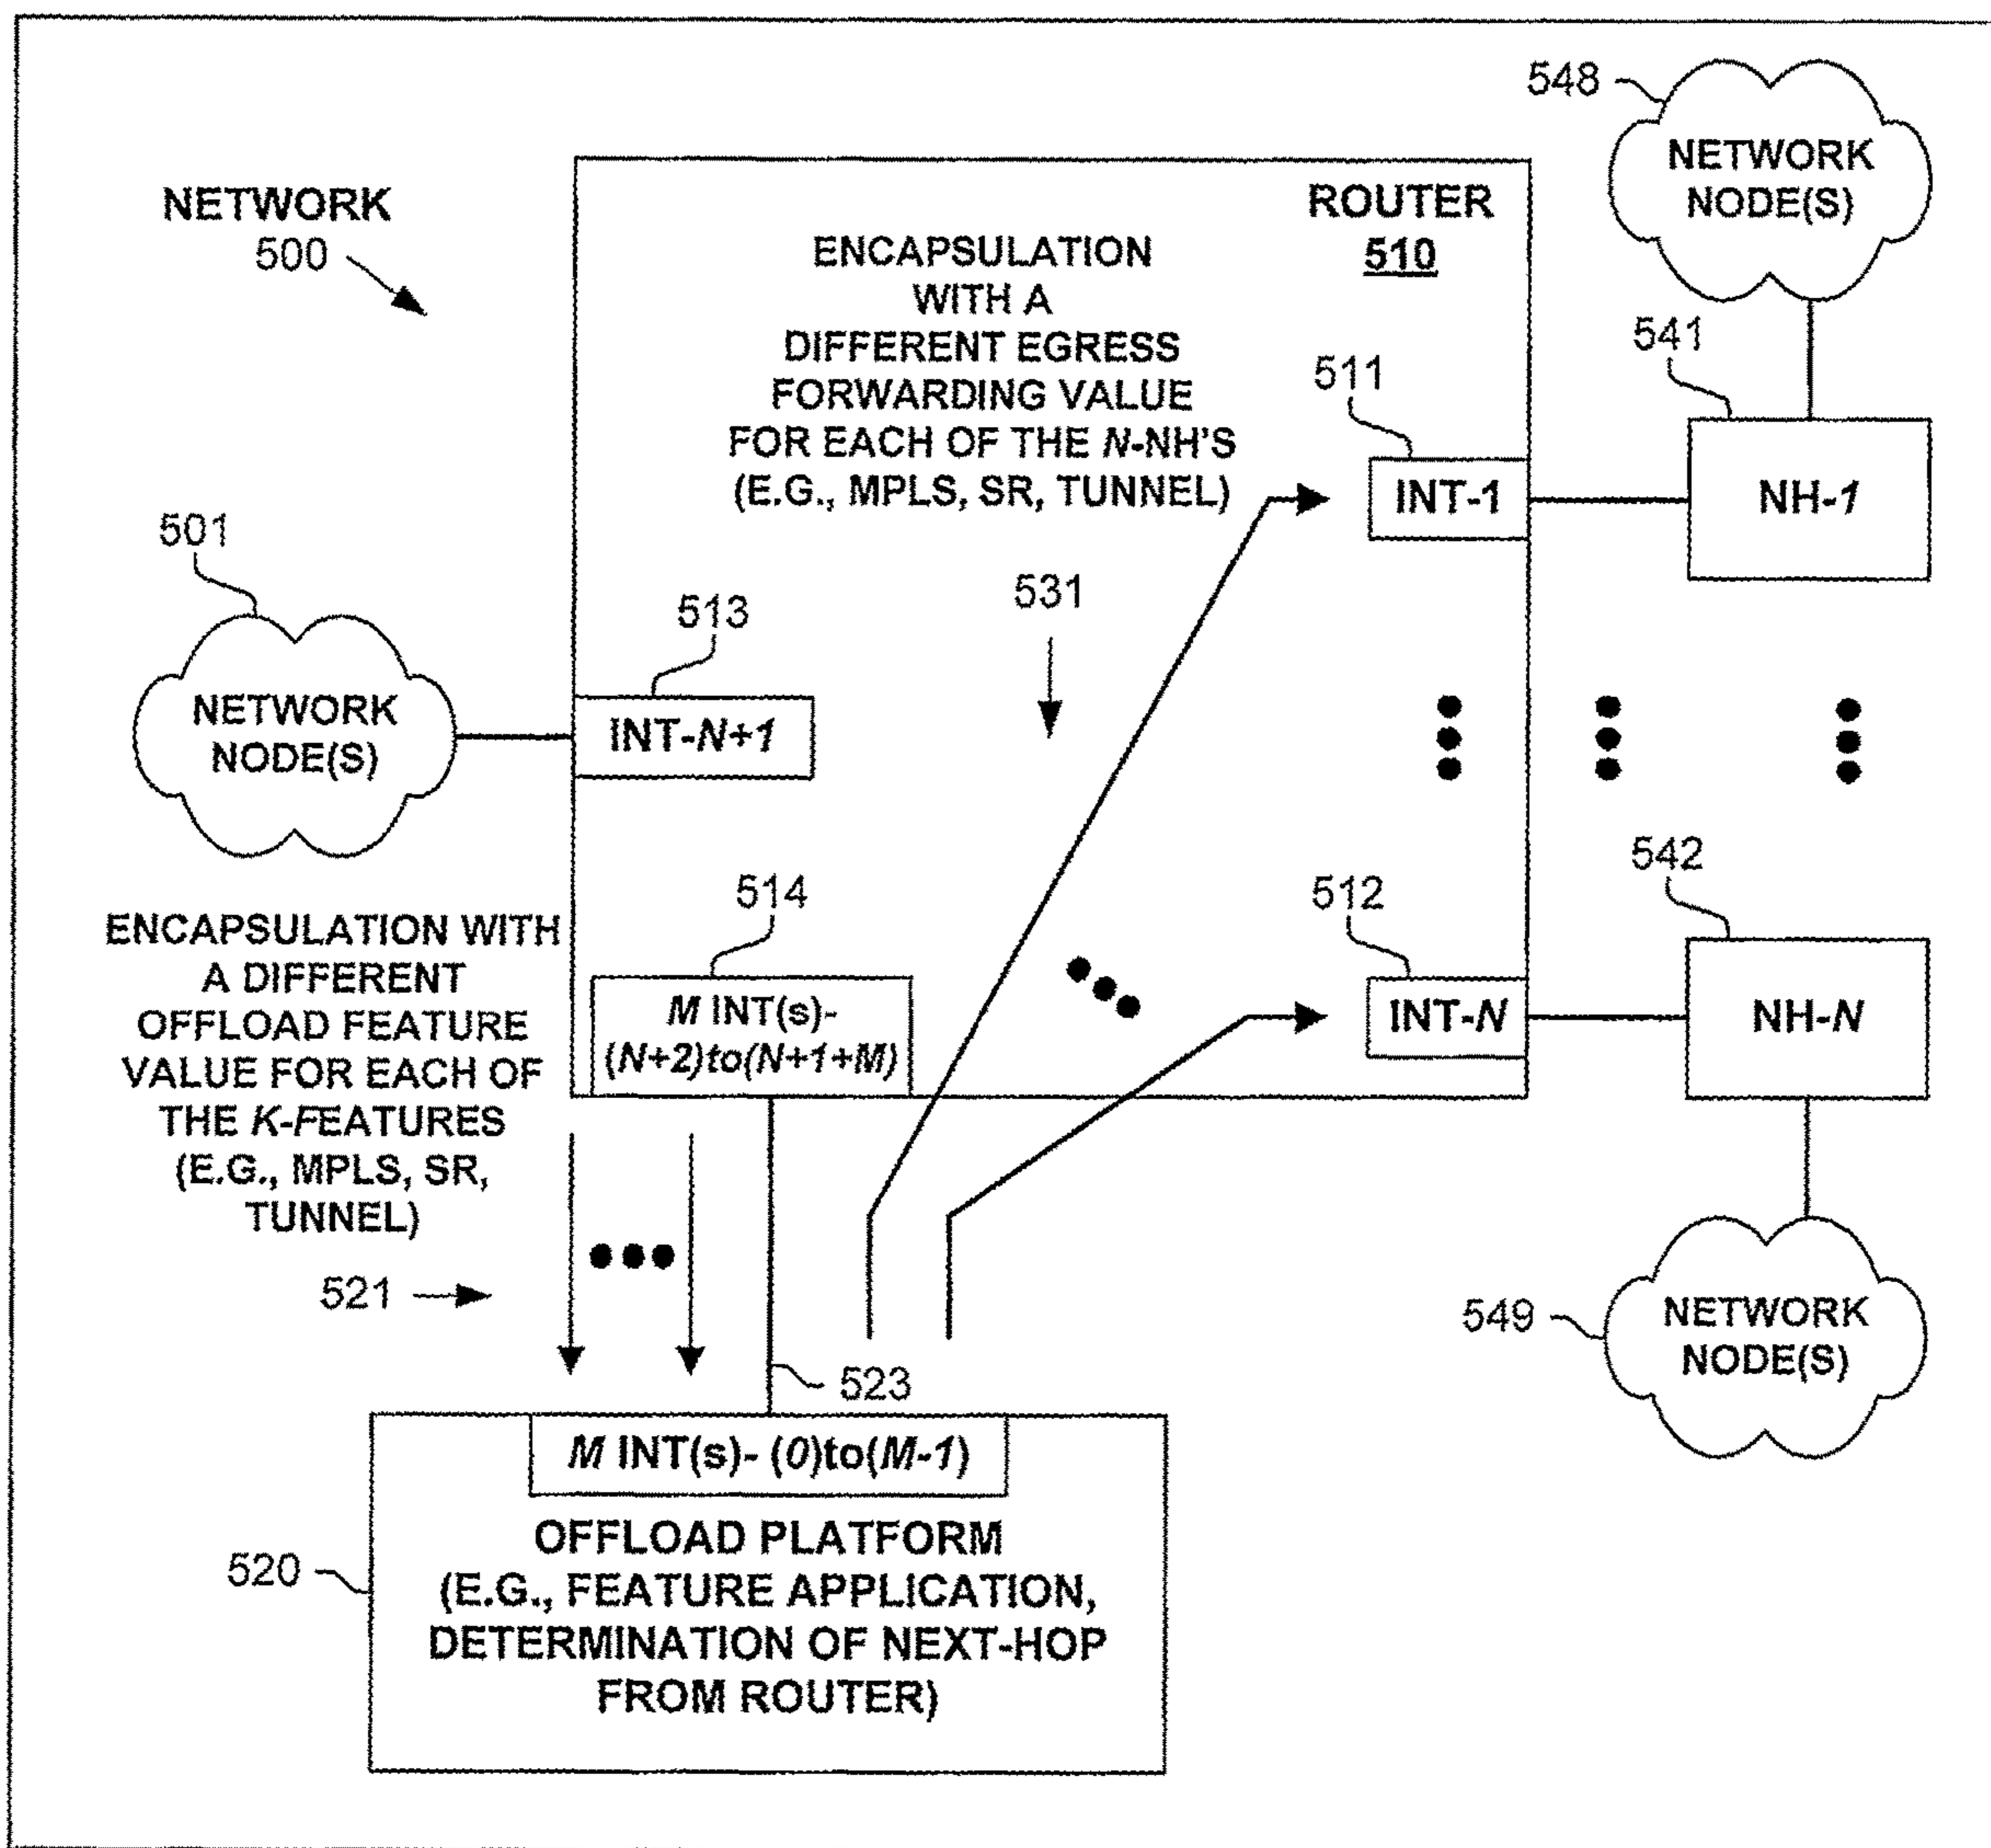 NETWORK
500
ROUTER
510
ENCAPSULATION
WITH A
DIFFERENT EGRESS
FORWARDING VALUE
FOR EACH OF THE N-NH'S
(E.G., MPLS, SR, TUNNEL)
531
548
NETWORK
NODE(S)
541
NH-1
511
INT-1
501
NETWORK
NODE(S)
513
INT-N+1
514
M INT(s)-
(N+2)to(N+1+M)
512
INT-N
542
NH-N
549
NETWORK
NODE(S)
ENCAPSULATION WITH
A DIFFERENT
OFFLOAD FEATURE
VALUE FOR EACH OF
THE K-FEATURES
(E.G., MPLS, SR,
TUNNEL)
521
523
M INT(s)- (0)to(M-1)
520
OFFLOAD PLATFORM
(E.G., FEATURE APPLICATION,
DETERMINATION OF NEXT-HOP
FROM ROUTER)